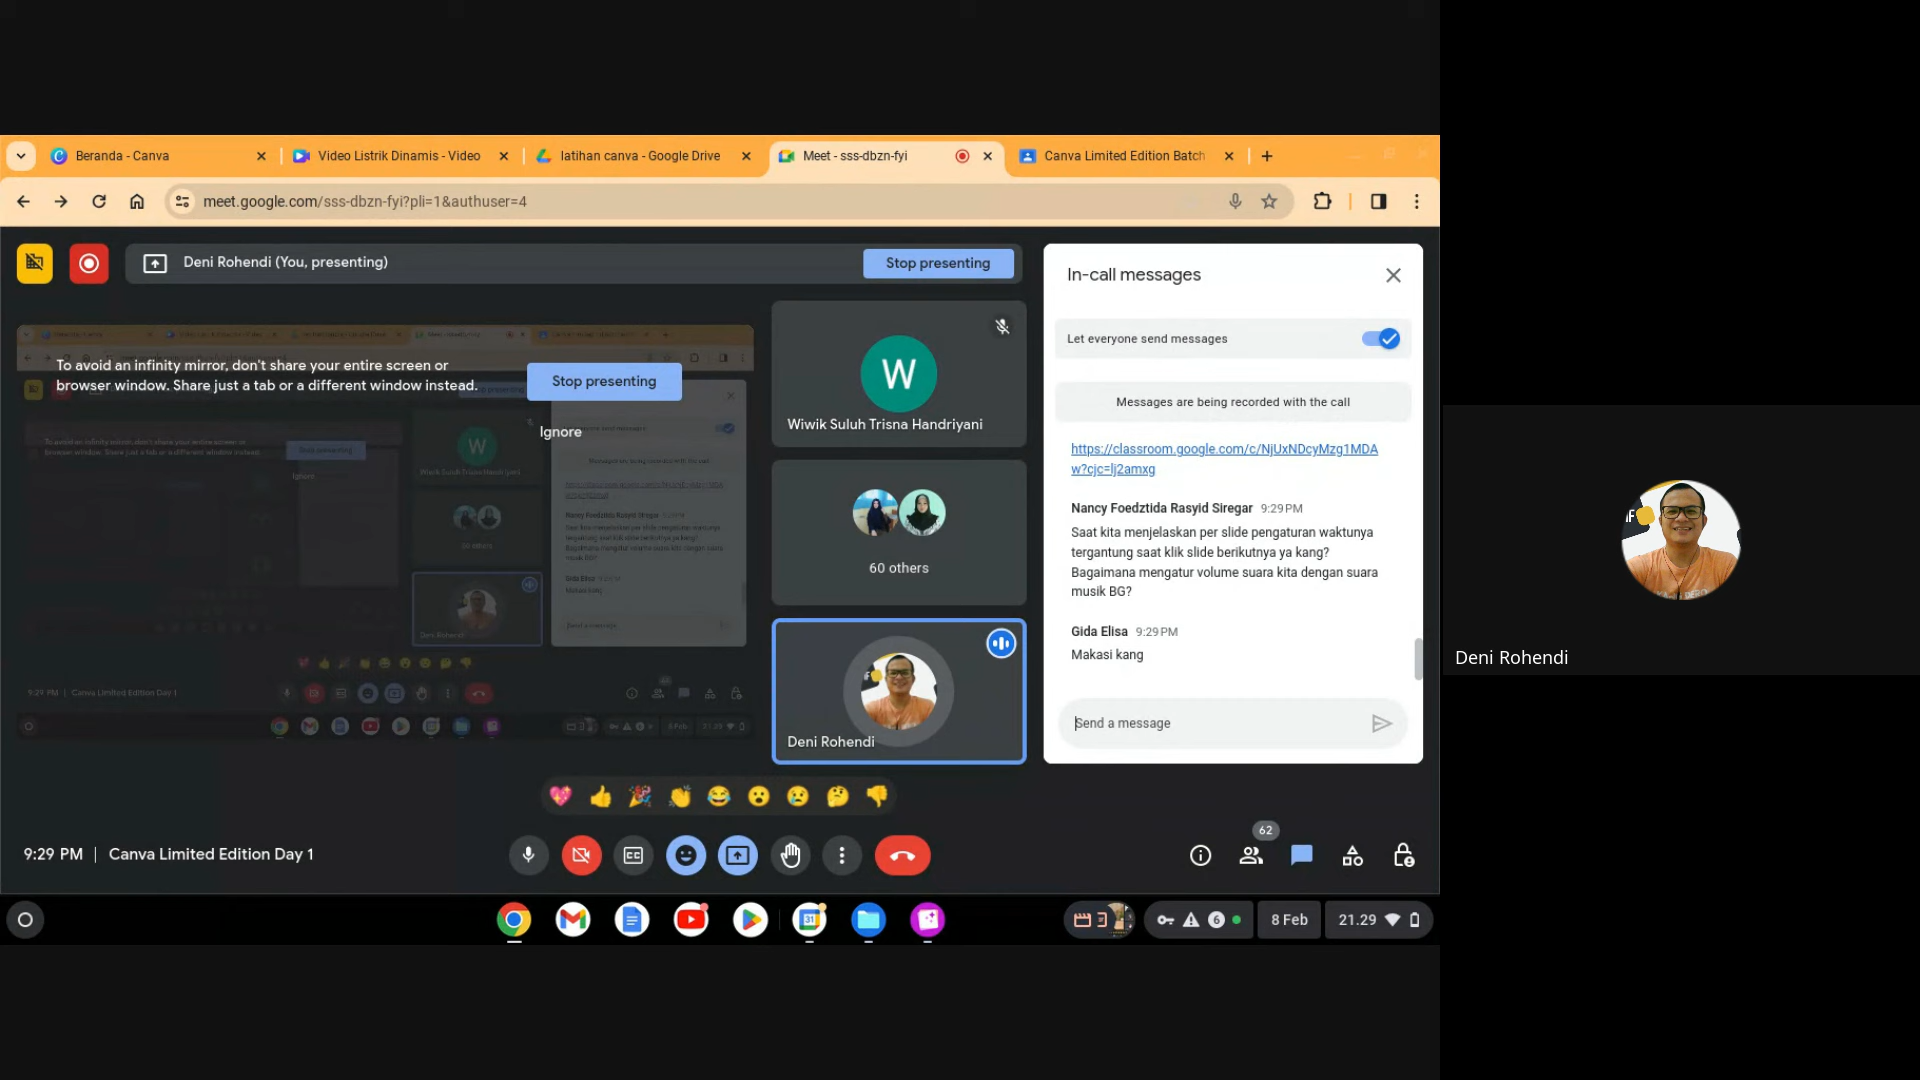 Beranda - Canva
Video Listrik Dinamis - Video
latihan canva - Google Drive
Meet - sss-dbzn-fyi
Canva Limited Edition Batch
meet.google.com/sss-dbzn-fyi?pli=1&authuser=4
Deni Rohendi (You, presenting)
Stop presenting
In-call messages
Let everyone send messages
Messages are being recorded with the call
https://classroom.google.com/c/NjUxNDcyMzg1MDA
w?cjc=lj2amxg
Nancy Foedztida Rasyid Siregar 9:29 PM
Saat kita menjelaskan per slide pengaturan waktunya
tergantung saat klik slide berikutnya ya kang?
Bagaimana mengatur volume suara kita dengan suara
musik BG?
Gida Elisa 9:29 PM
Makasi kang
Send a message
To avoid an infinity mirror, don't share your entire screen or
browser window. Share just a tab or a different window instead.
Stop presenting
Ignore
W
Wiwik Suluh Trisna Handriyani
60 others
Deni Rohendi
9:29 PM | Canva Limited Edition Day 1
62
8 Feb
21.29
6
31
Deni Rohendi